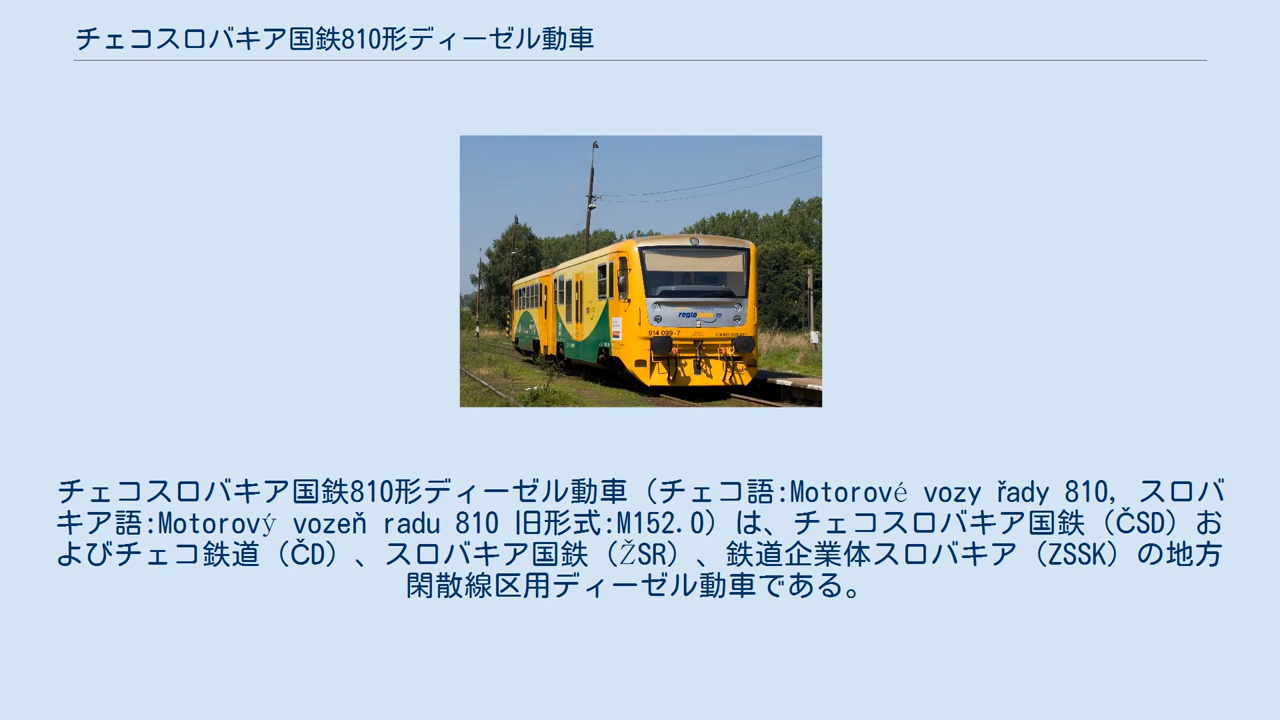 チェコスロバキア国鉄810形ディーゼル動車
regio
914 099-7
チェコスロバキア国鉄810形ディーゼル動車（チェコ語:Motorové vozy řady 810, スロバ
キア語:Motorový vozeň radu 810 旧形式:M152.0）は、チェコスロバキア国鉄（ČSD）お
よびチェコ鉄道（ČD）、スロバキア国鉄（ŽSR）、鉄道企業体スロバキア（ZSSK）の地方
閑散線区用ディーゼル動車である。